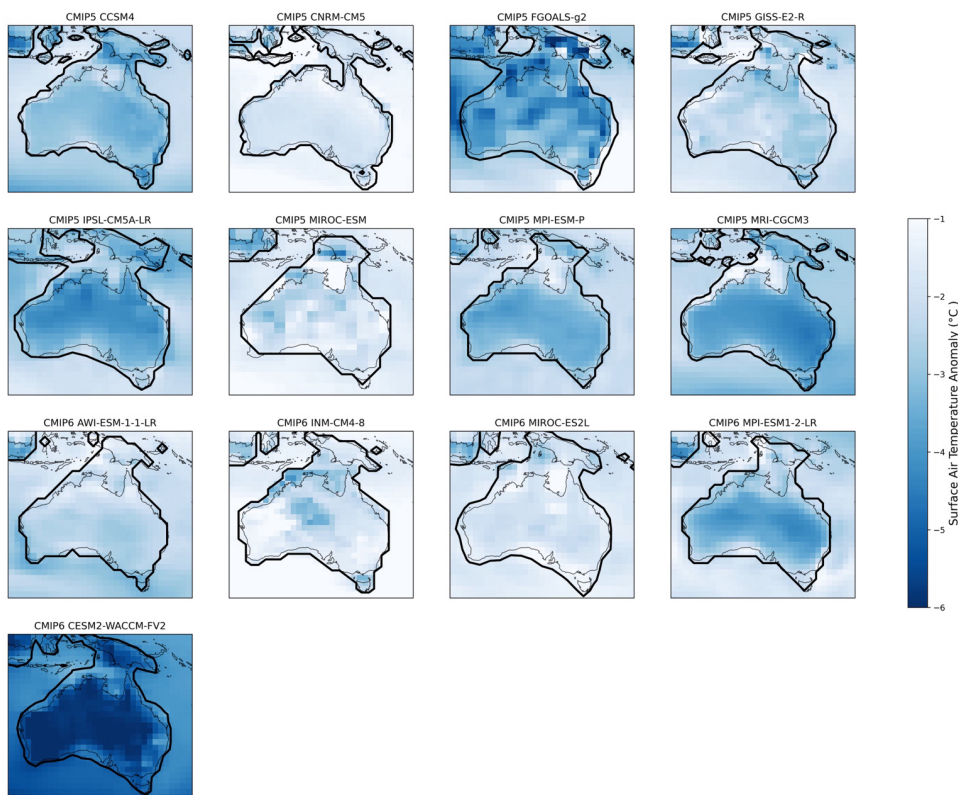 CMIP5 CCSM4
CMIP5 CNRM-CM5
CMIP5 FGOALS-g2
CMIP5 GISS-E2-R
CMIP5 IPSL-CM5A-LR
CMIP5 MIROC-ESM
CMIP5 MPI-ESM-P
CMIP5 MRI-CGCM3
CMIP6 AWI-ESM-1-1-LR
CMIP6 INM-CM4-8
CMIP6 MIROC-ES2L
CMIP6 MPI-ESM1-2-LR
CMIP6 CESM2-WACCM-FV2
−1
−2
−3
−4
−5
−6
Surface Air Temperature Anomaly (°C )